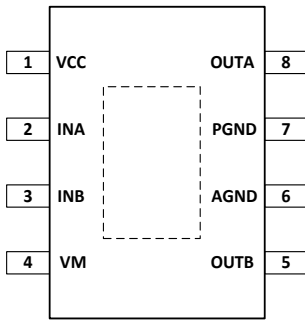 1 VCC OUTA 8
2 INA PGND 7
3 INB AGND 6
4 VM OUTB 5